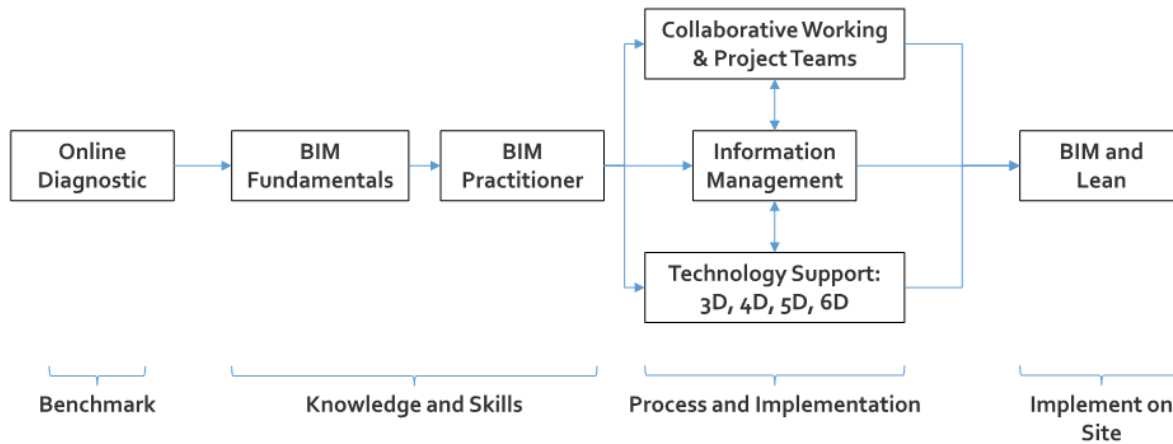 Collaborative Working
& Project Teams
Online
Diagnostic
BIM
Fundamentals
BIM
Practitioner
Information
Management
BIM and
Lean
Technology Support:
3D, 4D, 5D, 6D
Benchmark
Knowledge and Skills
Process and Implementation
Implement on
Site